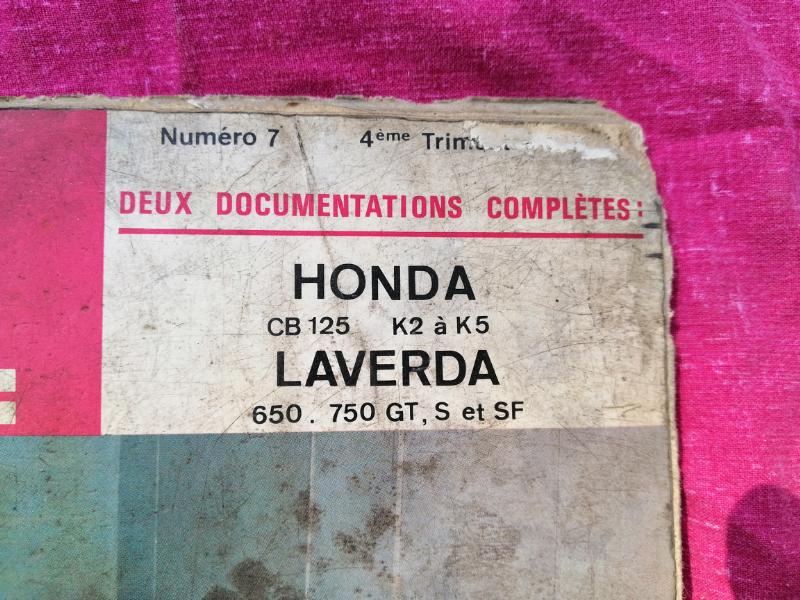 Numéro 7 4ème
DEUX DOCUMENTATIONS COMPLÈTES:
HONDA
CB 125 K2 à K5
LAVERDA
650. 750 GT, S et SF